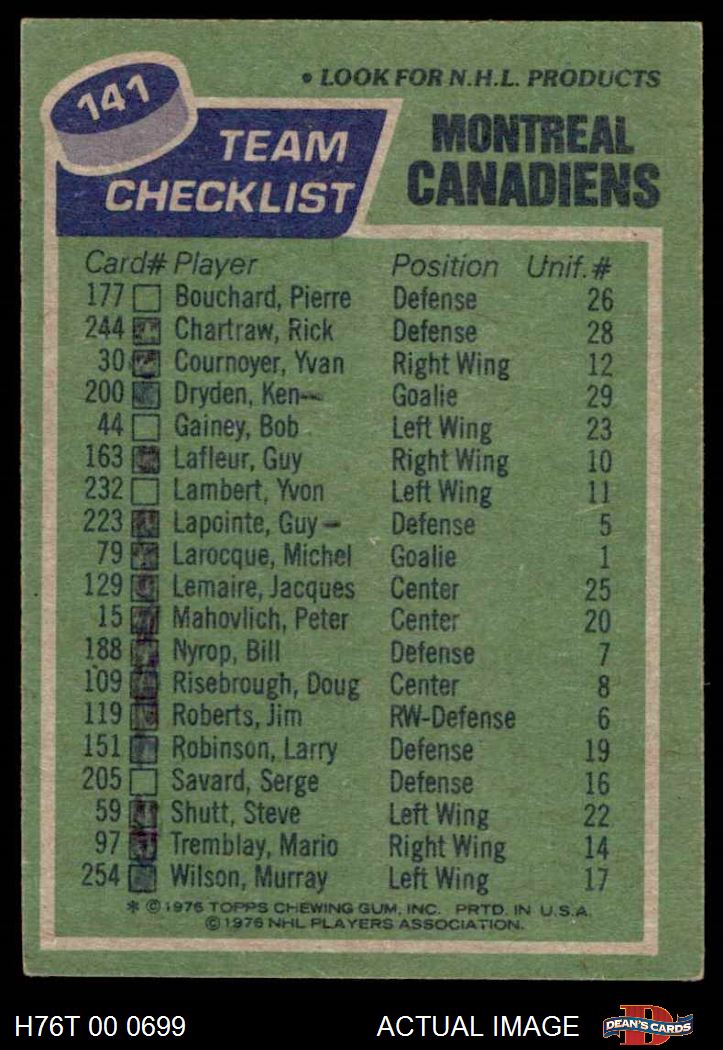 141
• LOOK FOR N.H.L. PRODUCTS
TEAM CHECKLIST
MONTREAL CANADIENS
Card# Player Position Unif.#
177 Bouchard, Pierre Defense 26
244 Chartraw, Rick Defense 28
30 Cournoyer, Yvan Right Wing 12
200 Dryden, Ken Goalie 29
44 Gainey, Bob Left Wing 23
163 Lafleur, Guy Right Wing 10
232 Lambert, Yvon Left Wing 11
223 Lapointe, Guy Defense 5
79 Larocque, Michel Goalie 1
129 Lemaire, Jacques Center 25
15 Mahovlich, Peter Center 20
188 Nyrop, Bill Defense 7
109 Risebrough, Doug Center 8
119 Roberts, Jim RW-Defense 6
151 Robinson, Larry Defense 19
205 Savard, Serge Defense 16
59 Shutt, Steve Left Wing 22
97 Tremblay, Mario Right Wing 14
254 Wilson, Murray Left Wing 17
* © 1976 TOPPS CHEWING GUM, INC. PRTD. IN U.S.A.
© 1976 NHL PLAYERS ASSOCIATION.
H76T 00 0699 ACTUAL IMAGE D DEAN'S CARDS